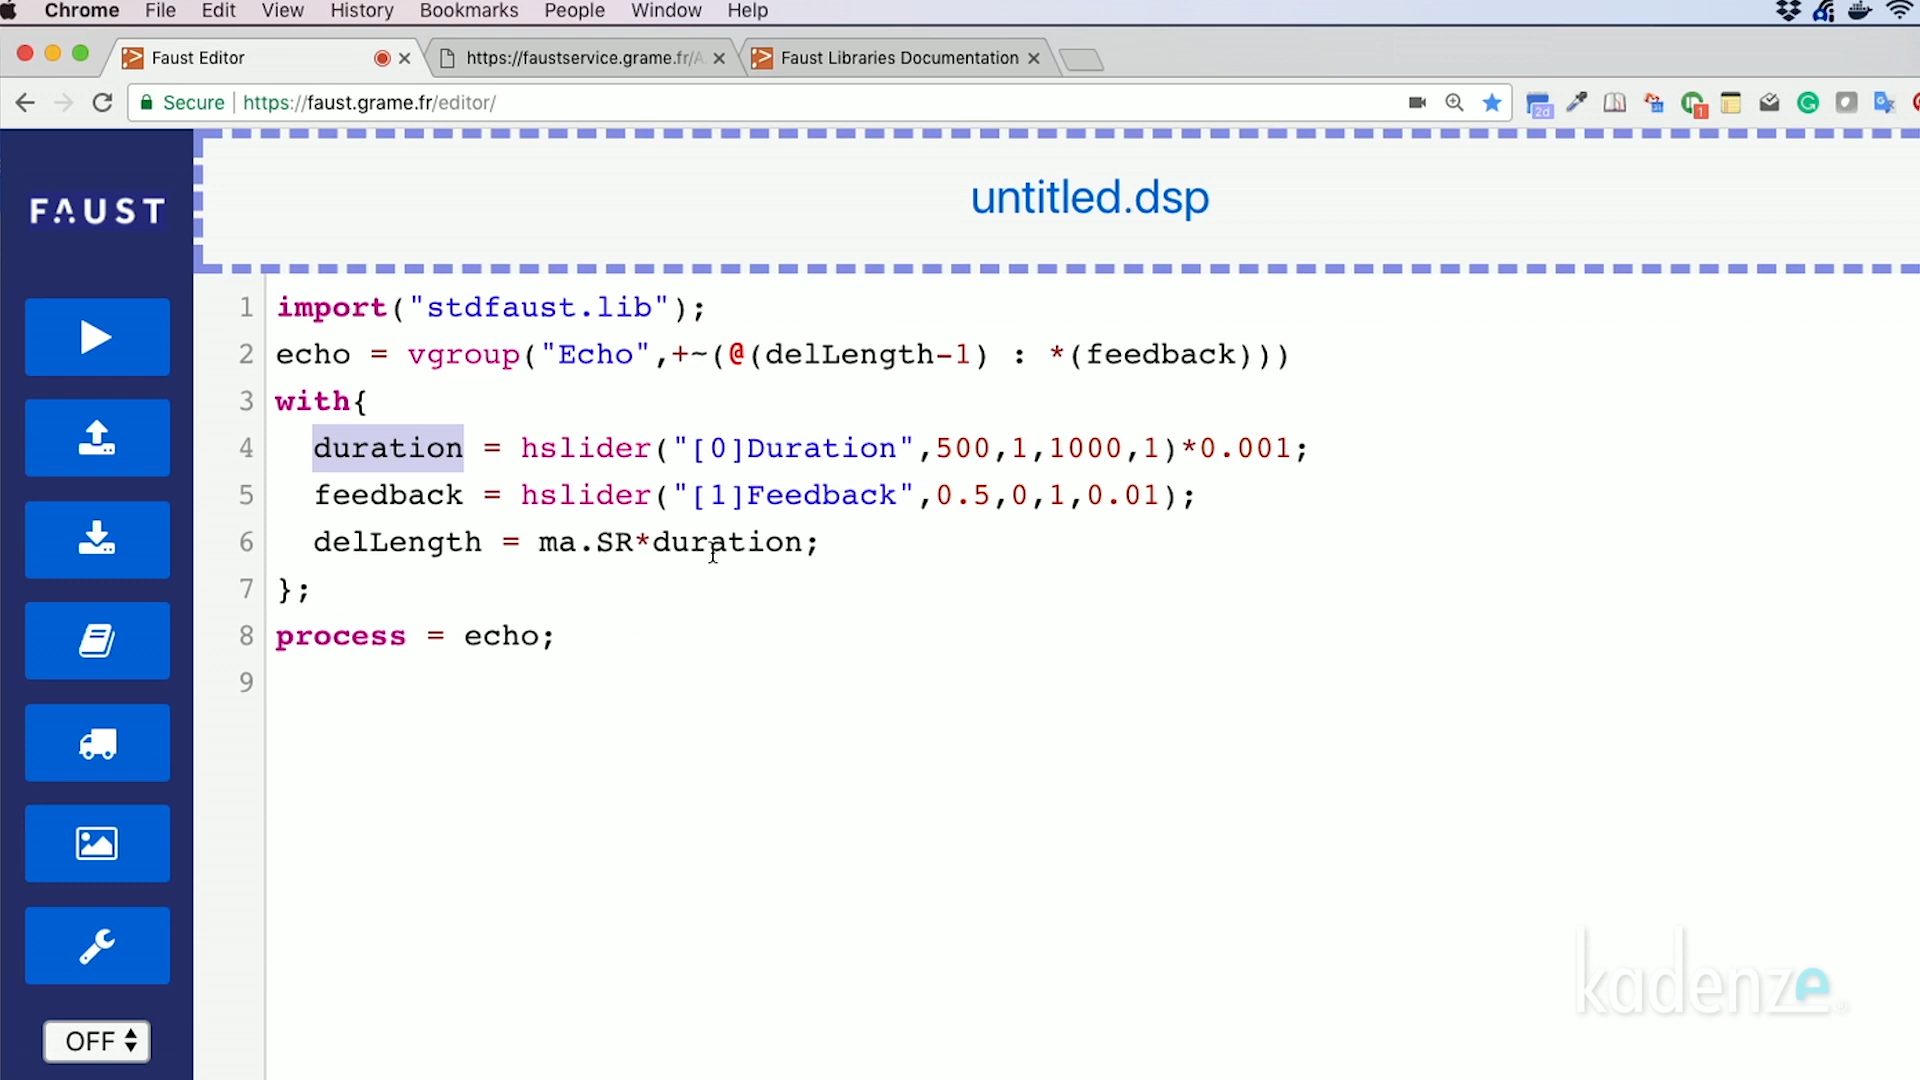 Chrome File Edit View History Bookmarks People Window Help
Faust Editor https://faustservice.grame.fr/A Faust Libraries Documentation
Secure https://faust.grame.fr/editor/
2d
1
FAUST
untitled.dsp
1 import("stdfaust.lib");
2 echo = vgroup("Echo",+~(@(delLength-1) : *(feedback)))
3 with{
4 duration = hslider("[0]Duration",500,1,1000,1)*0.001;
5 feedback = hslider("[1]Feedback",0.5,0,1,0.01);
6 delLength = ma.SR*duration;
7 };
8 process = echo;
9
kadenze
OFF